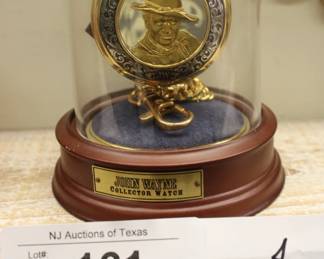 JOHN WAYNE
COLLECTOR WATCH
NJ Auctions of Texas
Lot#: